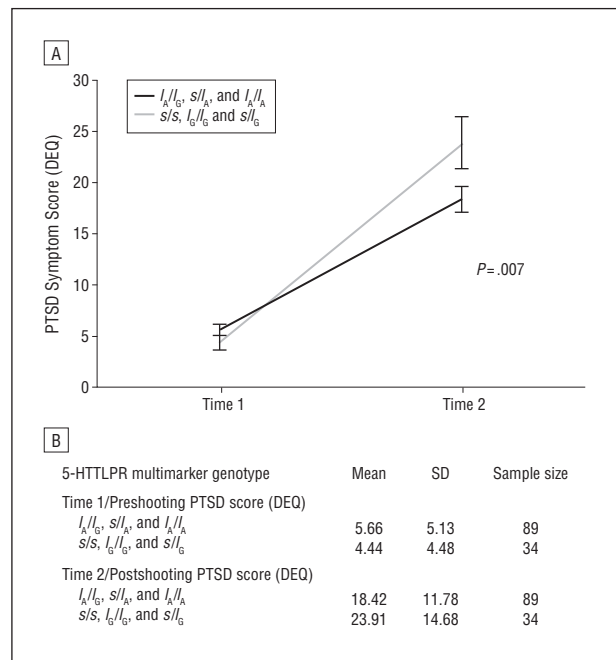 A
30
25
20
15
10
5
0
PTSD Symptom Score (DEQ)
lA/lG, s/lA, and lA/lA
s/s, lG/lG and s/lG
P=.007
Time 1 Time 2
B
5-HTTLPR multimarker genotype Mean SD Sample size
Time 1/Preshooting PTSD score (DEQ)
lA/lG, s/lA, and lA/lA 5.66 5.13 89
s/s, lG/lG, and s/lG 4.44 4.48 34
Time 2/Postshooting PTSD score (DEQ)
lA/lG, s/lA, and lA/lA 18.42 11.78 89
s/s, lG/lG, and s/lG 23.91 14.68 34